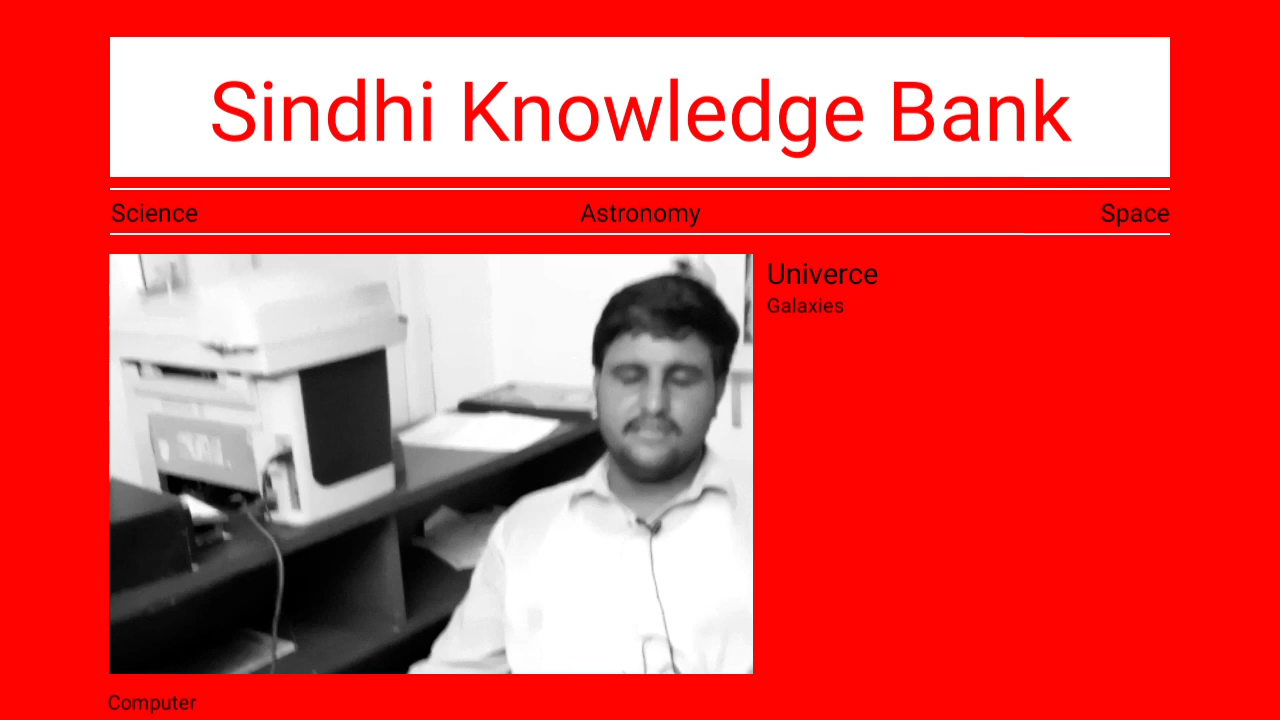 Sindhi Knowledge Bank
Science Astronomy Space
Univerce
Galaxies
Computer